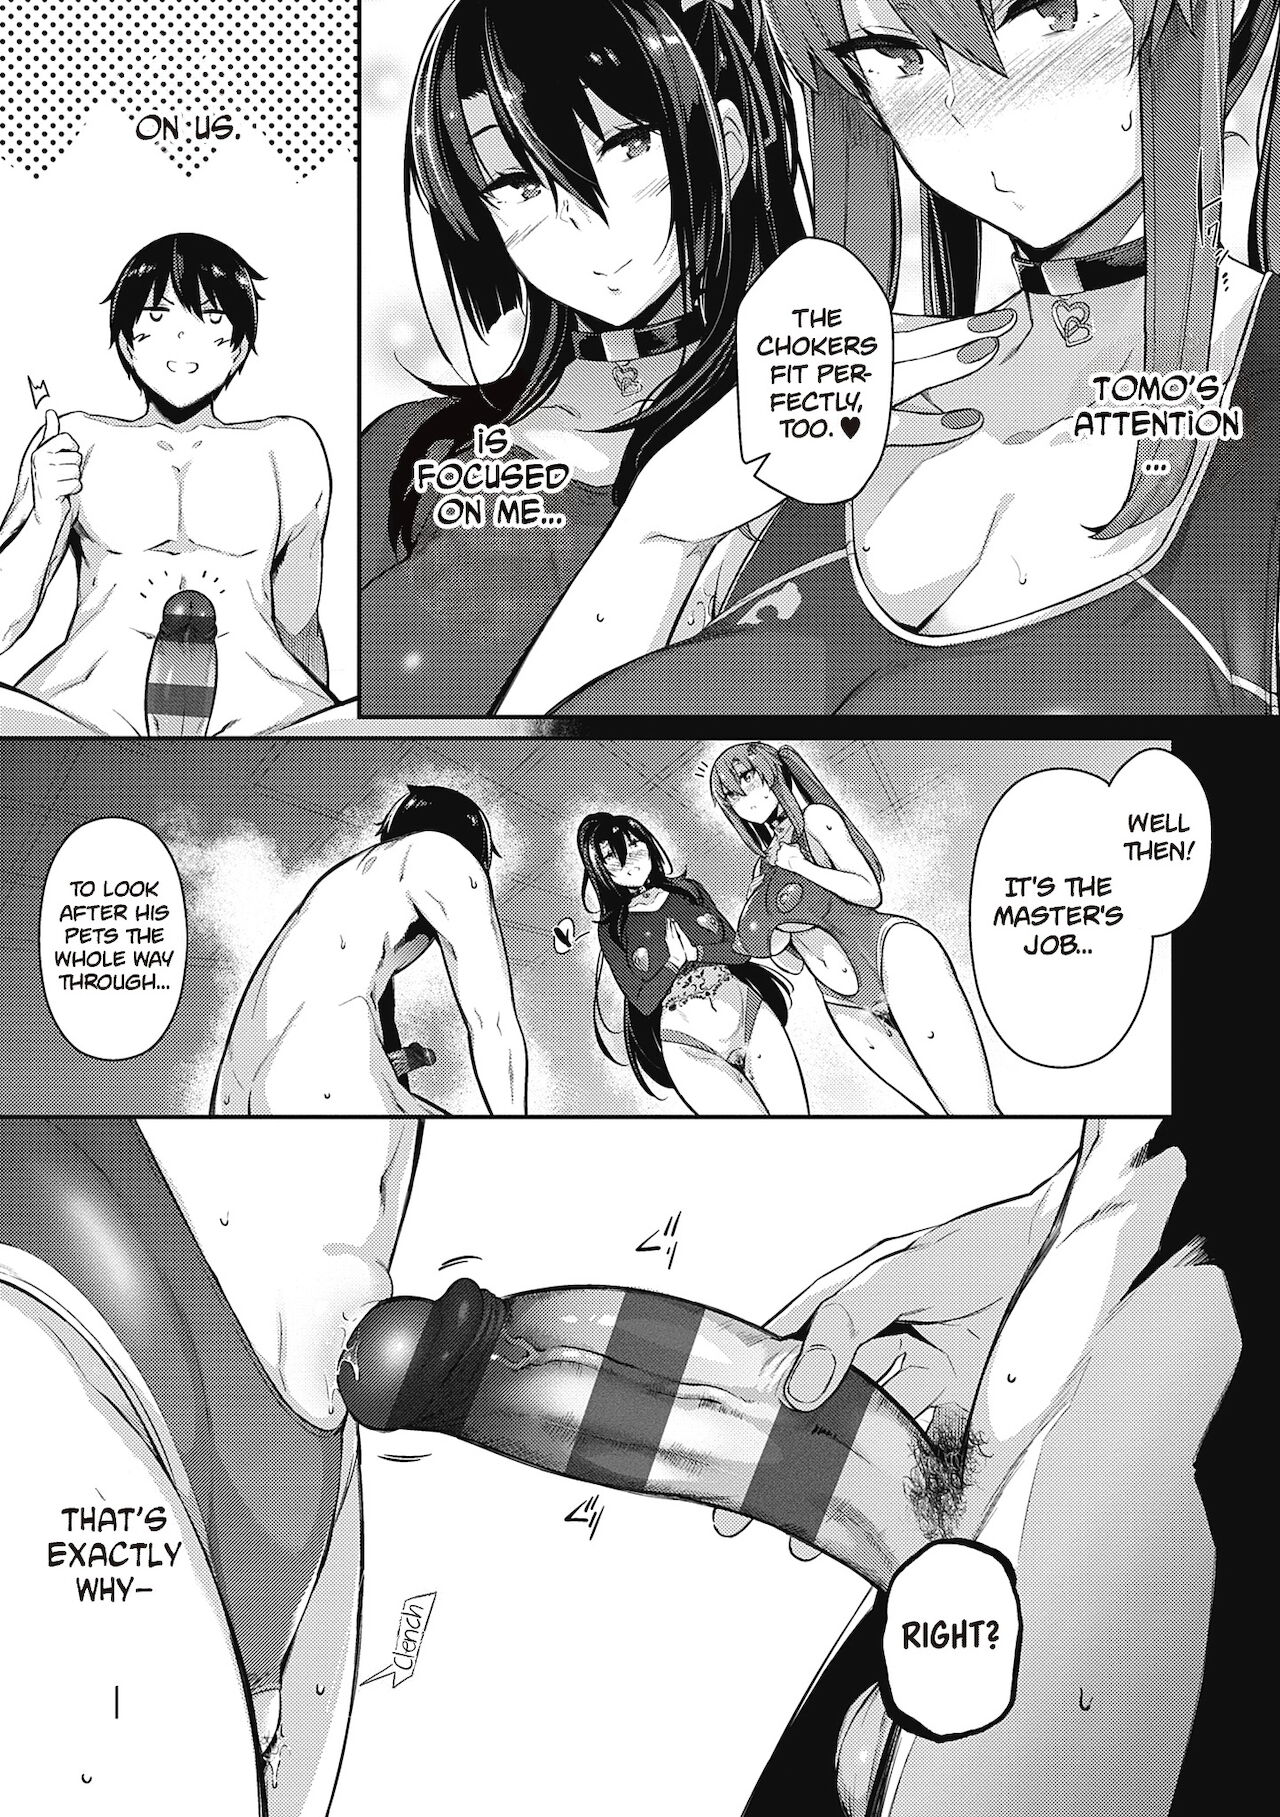 TOMO'S
ATTENTION
...
THE
CHOKERS
FIT PER-
FECTLY,
TOO. ♥
IS
FOCUSED
ON ME...
ON US.
WELL
THEN!
IT'S THE
MASTER'S
JOB...
TO LOOK
AFTER HIS
PETS THE
WHOLE WAY
THROUGH...
RIGHT?
Clench
THAT'S
EXACTLY
WHY—